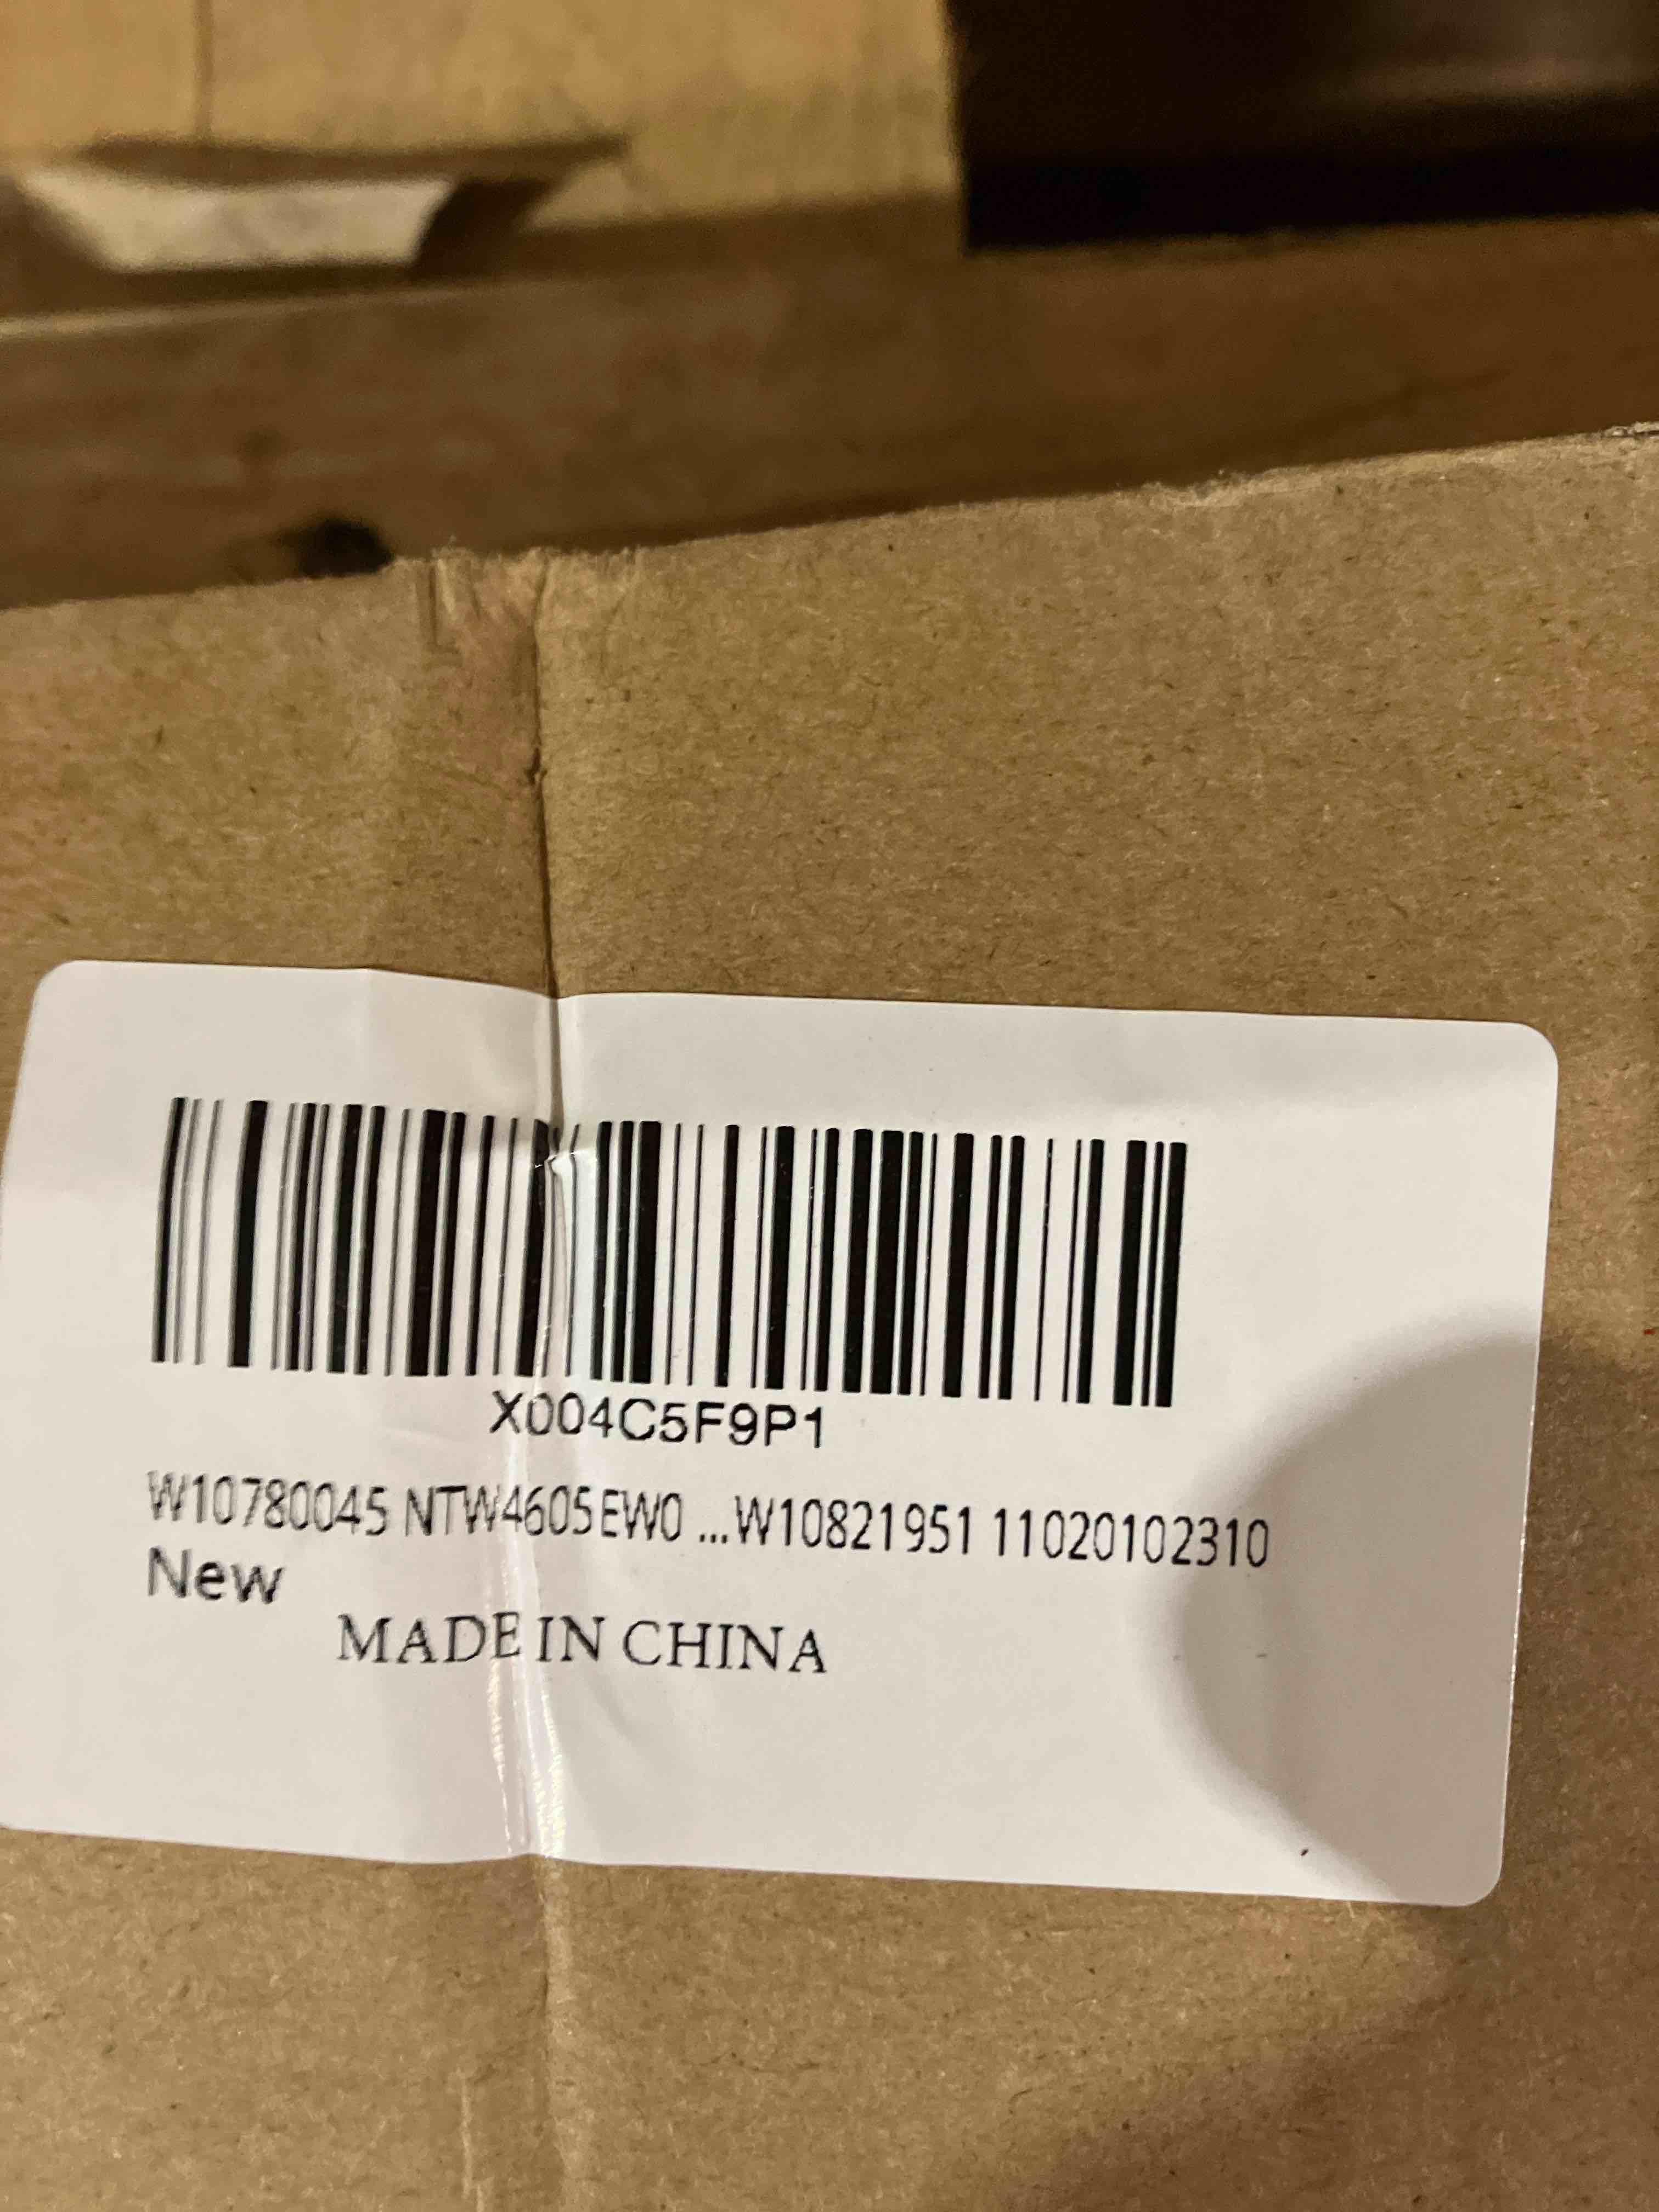 X004C5F9P1
W10780045 NTW4605EW0 ...W10821951 11020102310
New
MADE IN CHINA